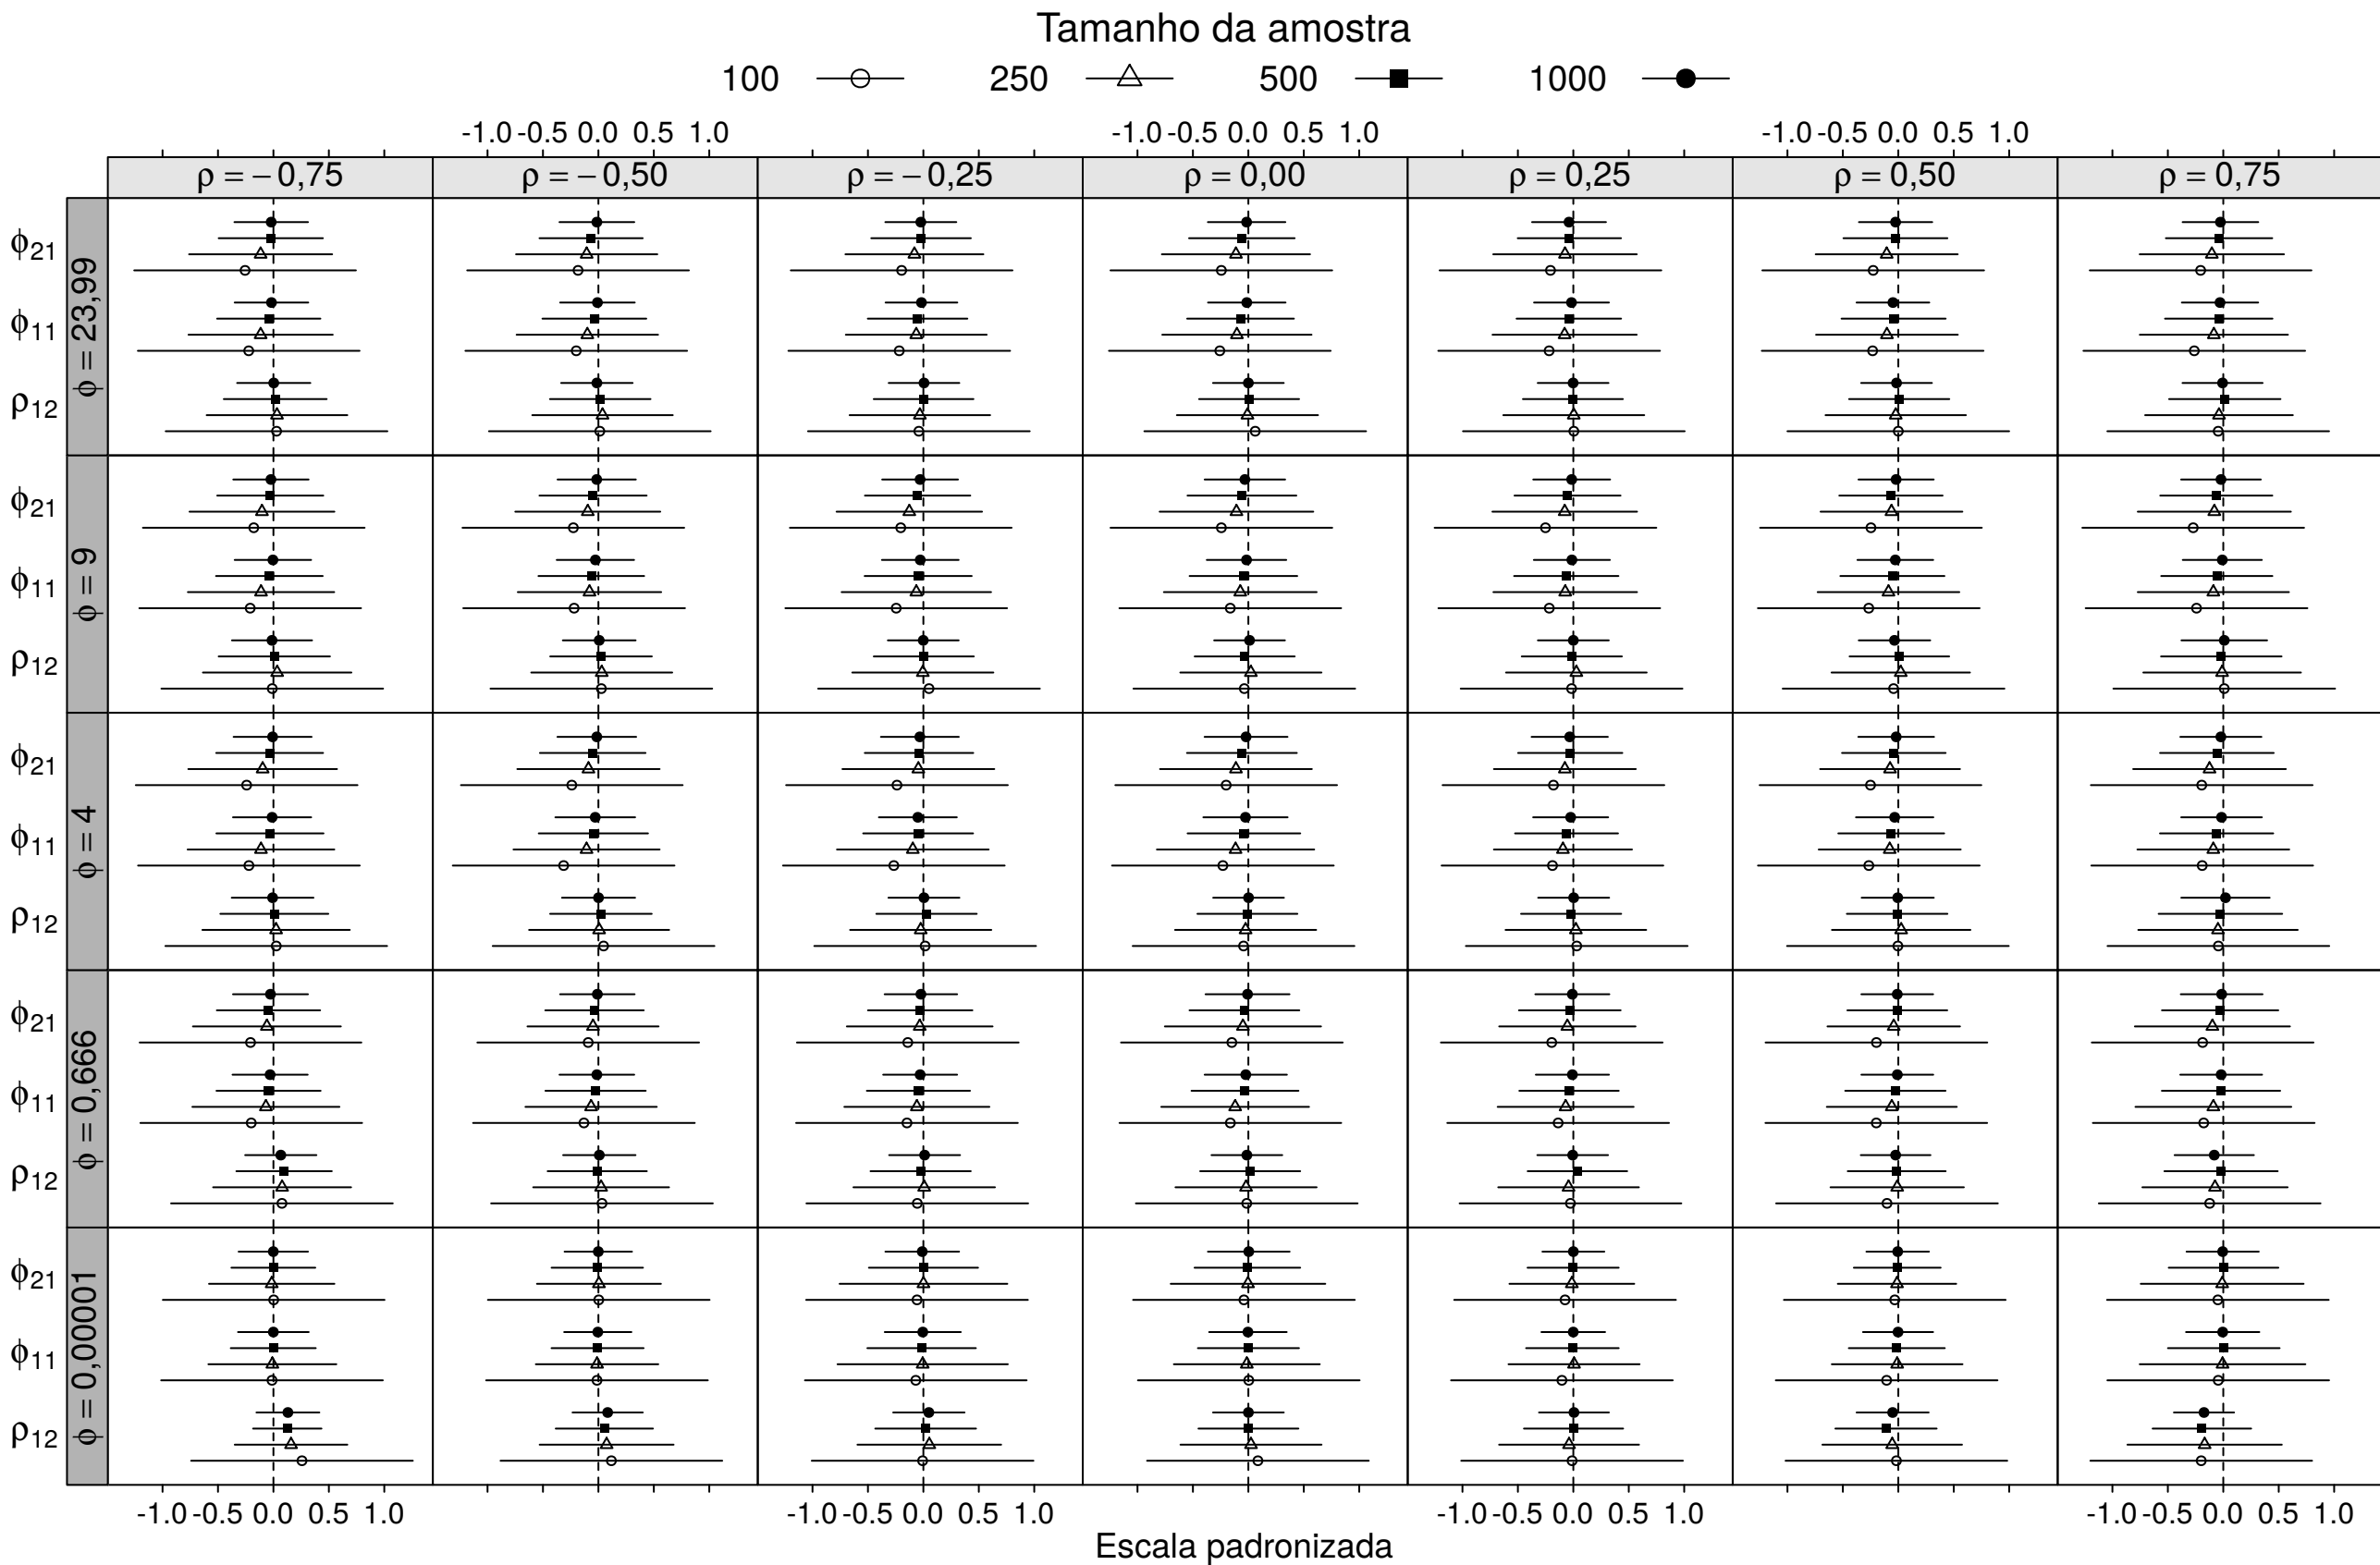 Tamanho da amostra
100 250 500 1000
-1.0 -0.5 0.0 0.5 1.0 -1.0 -0.5 0.0 0.5 1.0 -1.0 -0.5 0.0 0.5 1.0
ρ = − 0,75 ρ = − 0,50 ρ = − 0,25 ρ = 0,00 ρ = 0,25 ρ = 0,50 ρ = 0,75
ϕ = 23,99
ϕ21
ϕ11
ρ12
ϕ = 9
ϕ21
ϕ11
ρ12
ϕ = 4
ϕ21
ϕ11
ρ12
ϕ = 0,666
ϕ21
ϕ11
ρ12
ϕ = 0,00001
ϕ21
ϕ11
ρ12
-1.0 -0.5 0.0 0.5 1.0 -1.0 -0.5 0.0 0.5 1.0 -1.0 -0.5 0.0 0.5 1.0 -1.0 -0.5 0.0 0.5 1.0
Escala padronizada